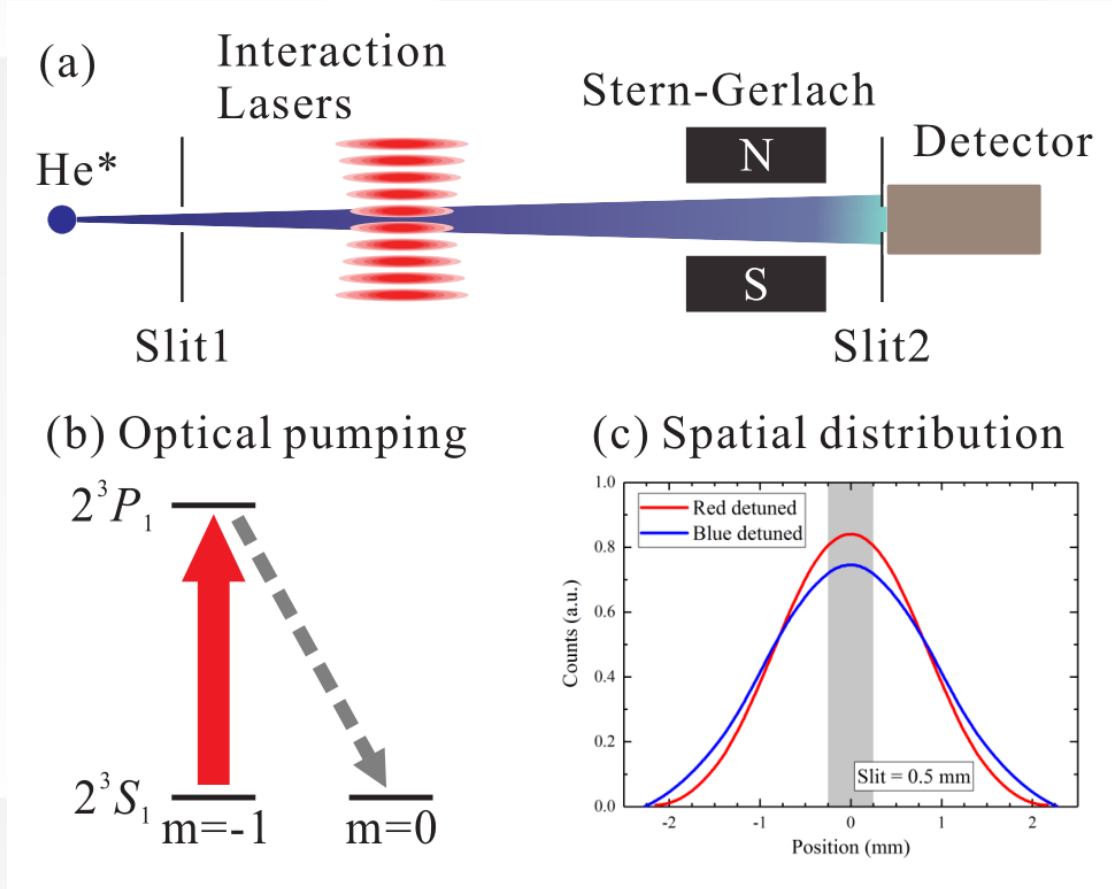 (a)
Interaction
Lasers
Stern-Gerlach
Detector
He*
N
S
Slit1
Slit2
(b) Optical pumping
2³P₁
2³S₁
m=-1
m=0
(c) Spatial distribution
Counts (a.u.)
1.0
0.8
0.6
0.4
0.2
0.0
Red detuned
Blue detuned
Slit = 0.5 mm
-2 -1 0 1 2
Position (mm)